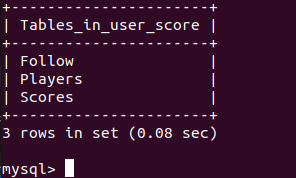 +----------------------+
| Tables_in_user_score |
+----------------------+
| Follow               |
| Players              |
| Scores               |
+----------------------+
3 rows in set (0.08 sec)

mysql>